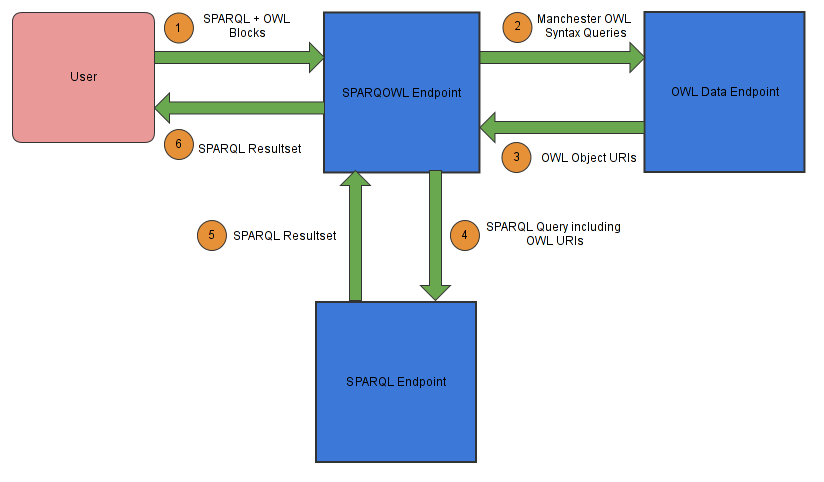 1
SPARQL + OWL
Blocks
2
Manchester OWL
Syntax Queries
User
SPARQOWL Endpoint
OWL Data Endpoint
6
SPARQL Resultset
3
OWL Object URIs
5
SPARQL Resultset
4
SPARQL Query including
OWL URIs
SPARQL Endpoint